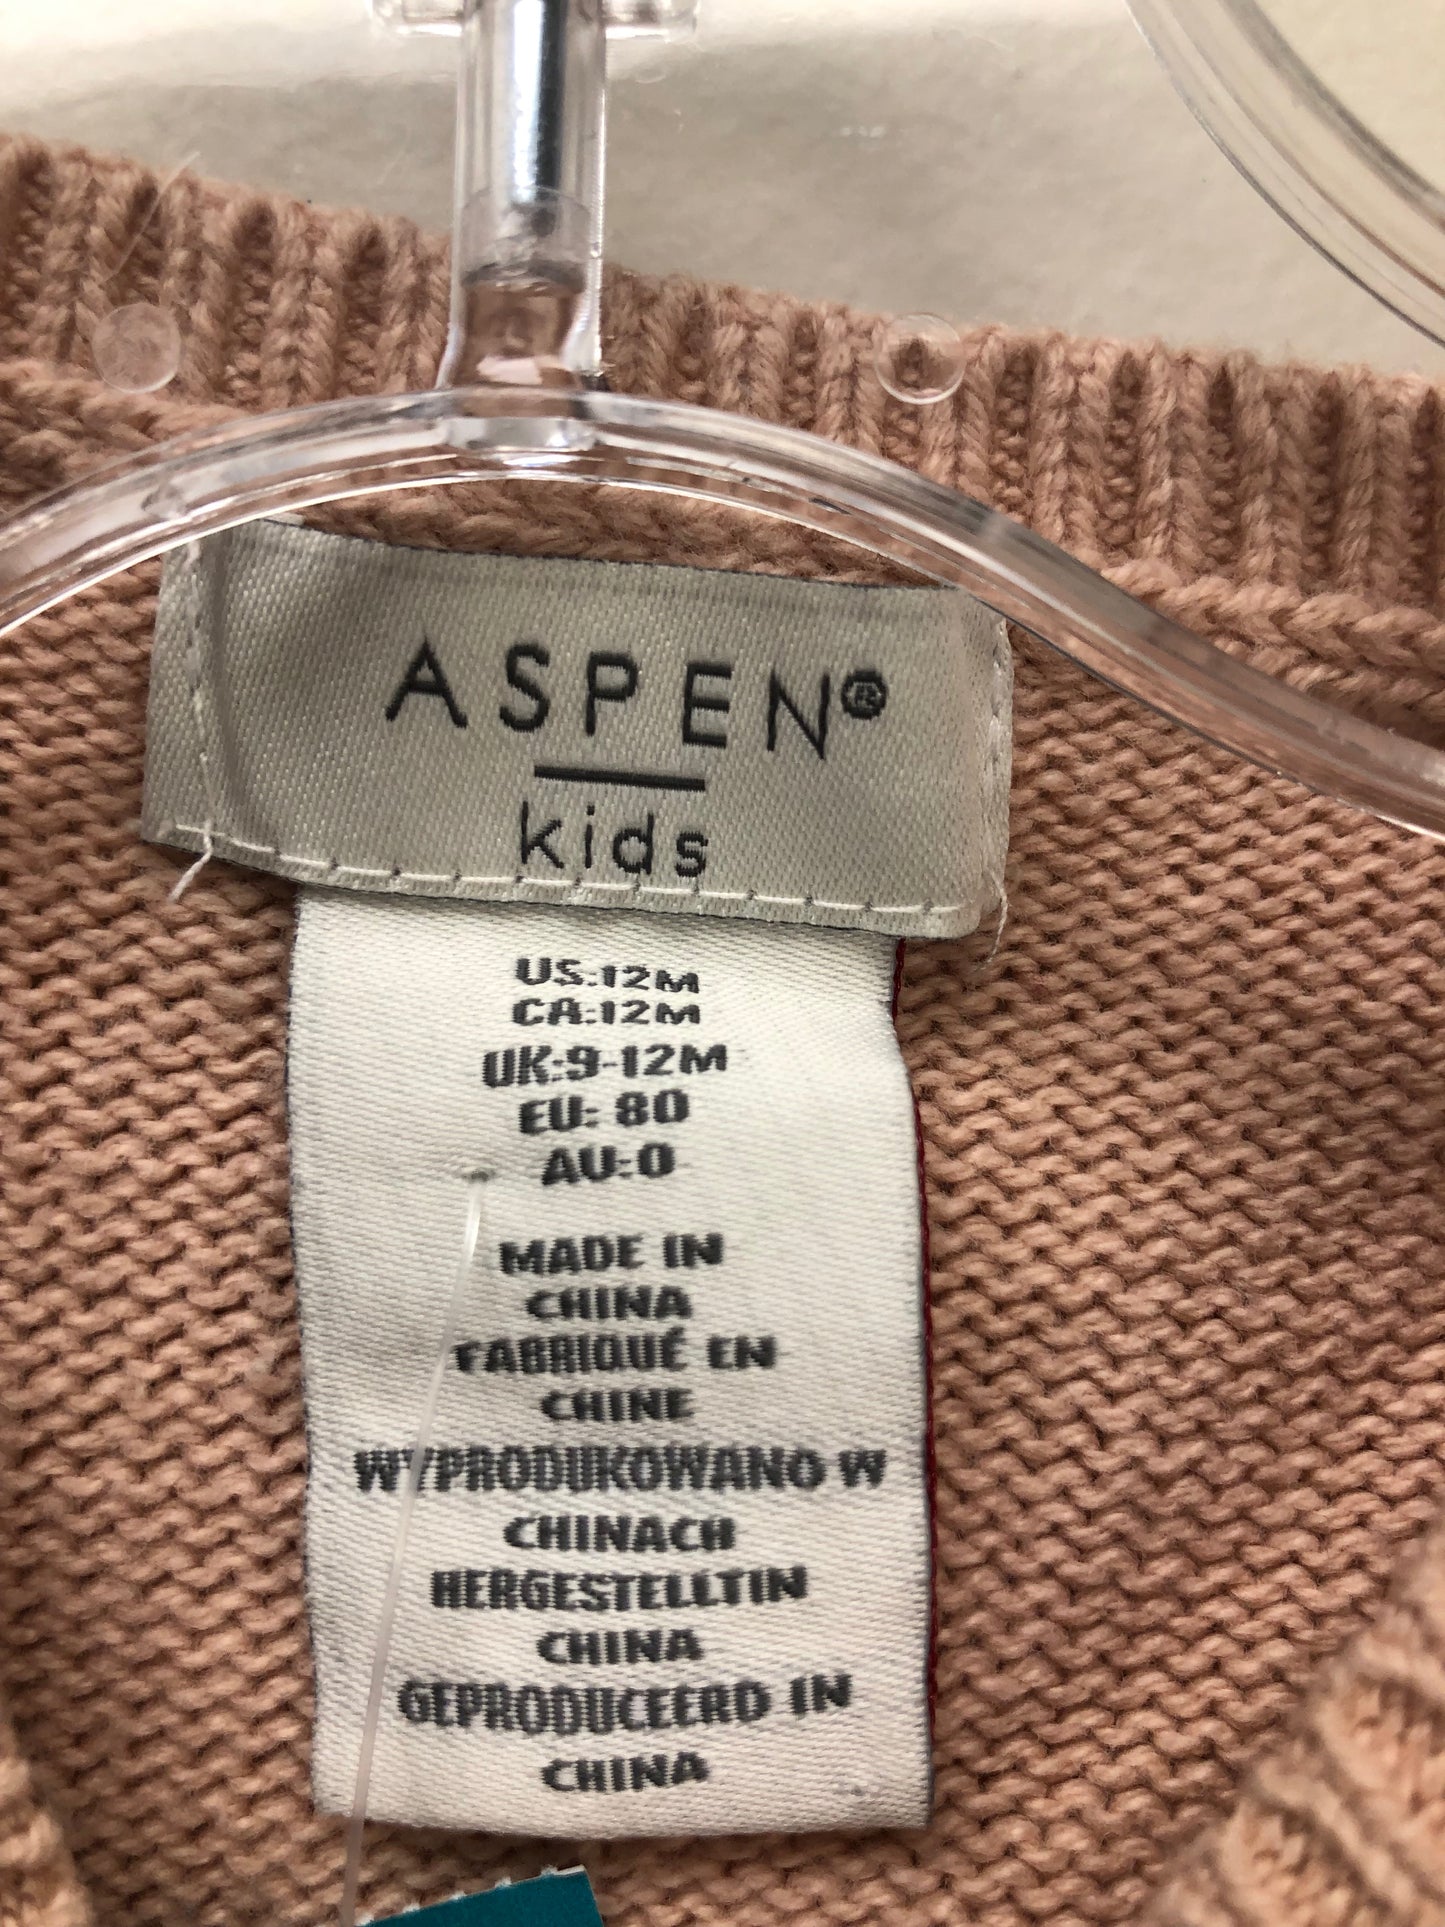 ASPEN®
kids
US:12M
CA:12M
UK:9-12M
EU: 80
AU:0
MADE IN
CHINA
FABRIQUÉ EN
CHINE
WYPRODUKOWANO W
CHINACH
HERGESTELLTIN
CHINA
GEPRODUCEERD IN
CHINA